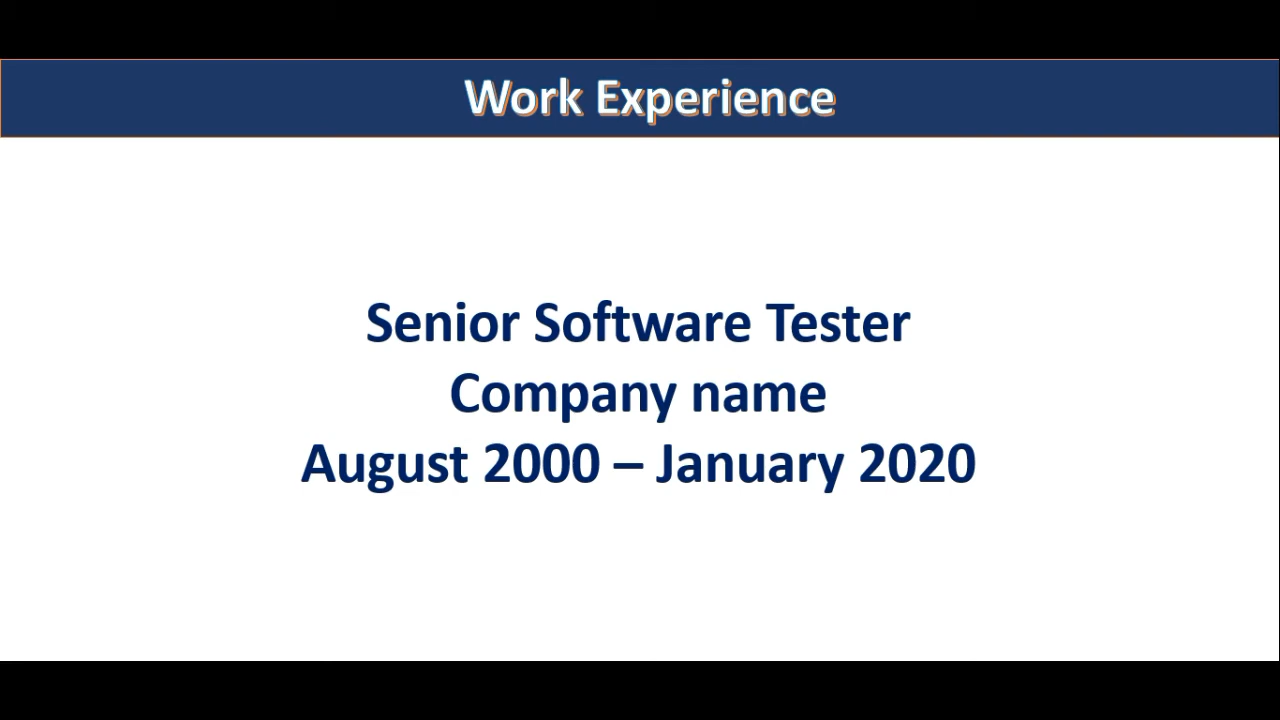 Work Experience
Senior Software Tester
Company name
August 2000 – January 2020